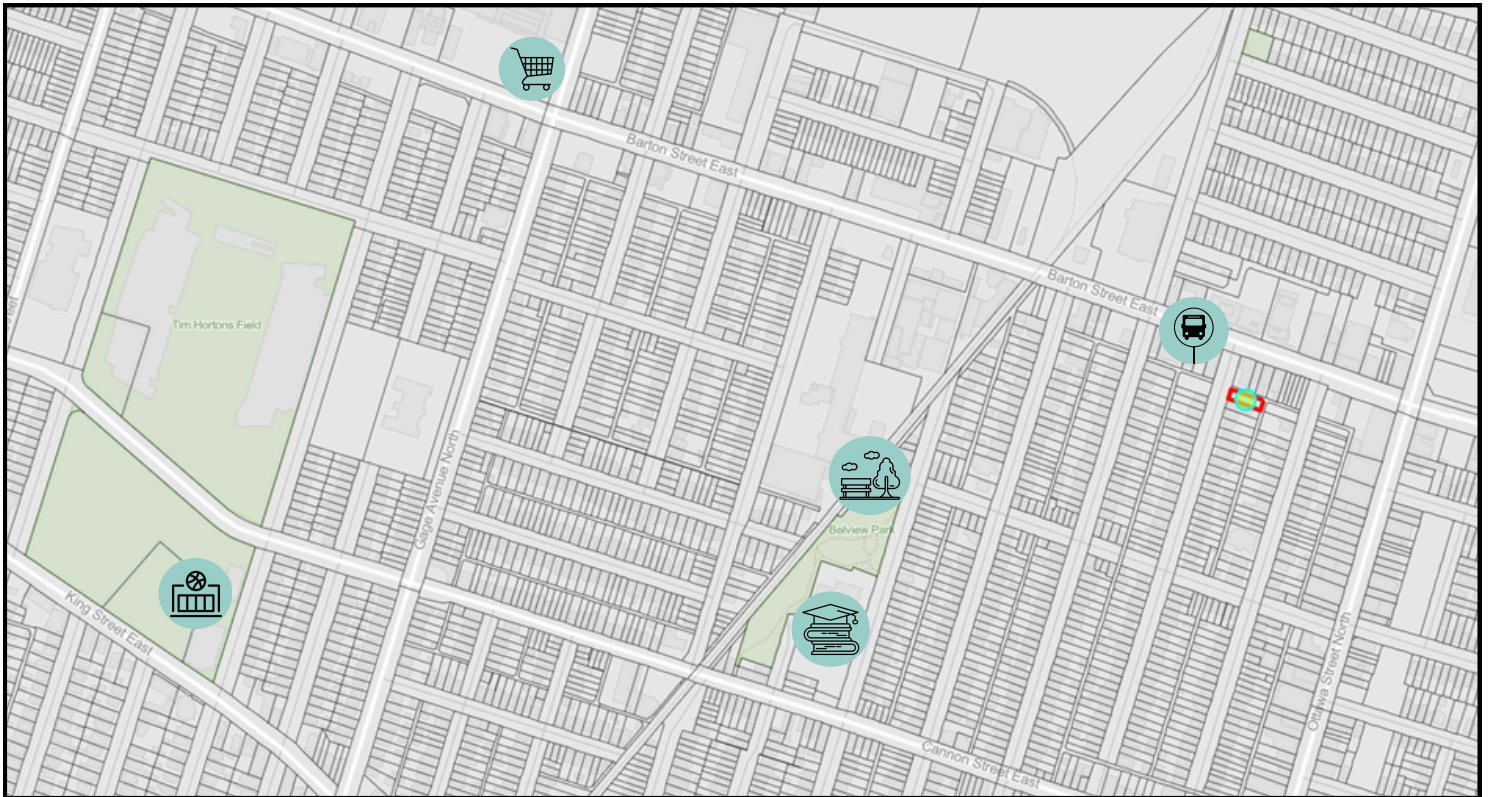 Barton Street East
Barton Street East
Tim Hortons Field
Gage Avenue North
Belview Park
King Street East
Ottawa Street North
Cannon Street East